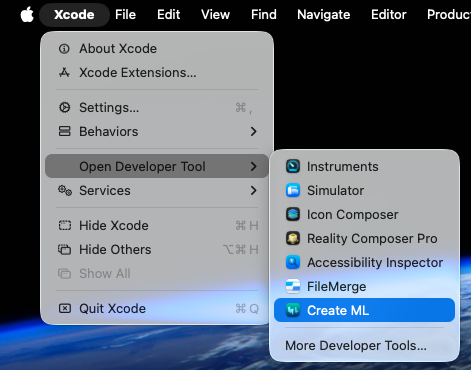 Xcode File Edit View Find Navigate Editor Produc
About Xcode
Xcode Extensions...
Settings... ⌘ ,
Behaviors
Open Developer Tool
Services
Hide Xcode ⌘ H
Hide Others ⌥⌘ H
Show All
Quit Xcode ⌘ Q
Instruments
Simulator
Icon Composer
Reality Composer Pro
Accessibility Inspector
FileMerge
Create ML
More Developer Tools...